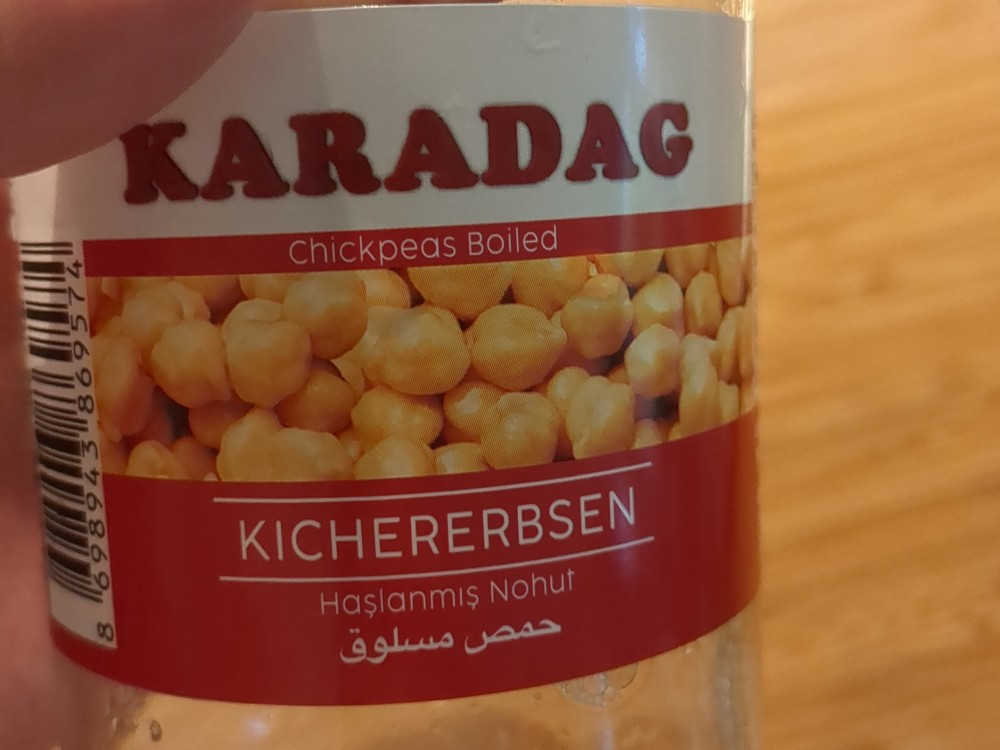 KARADAG
Chickpeas Boiled
KICHERERBSEN
Haşlanmış Nohut
حمص مسلوق
8 698943 869574